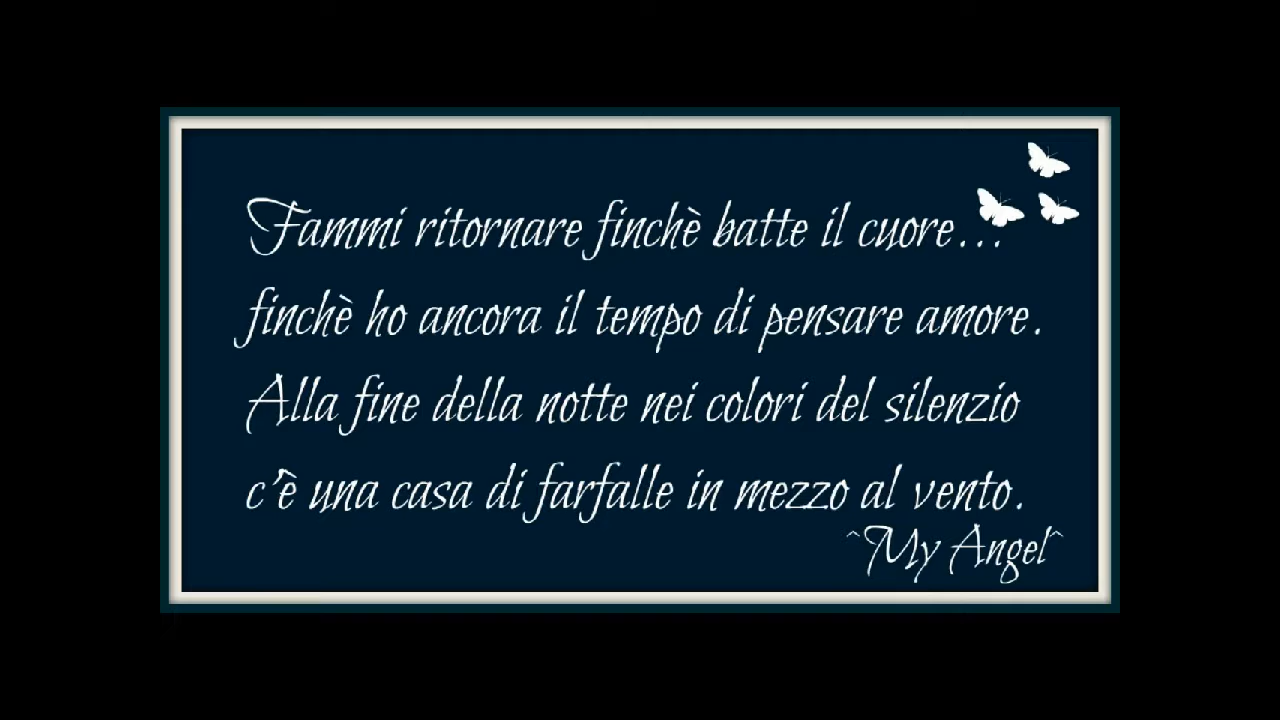 Fammi ritornare finchè batte il cuore...
finchè ho ancora il tempo di pensare amore.
Alla fine della notte nei colori del silenzio
c'è una casa di farfalle in mezzo al vento.
^My Angel^